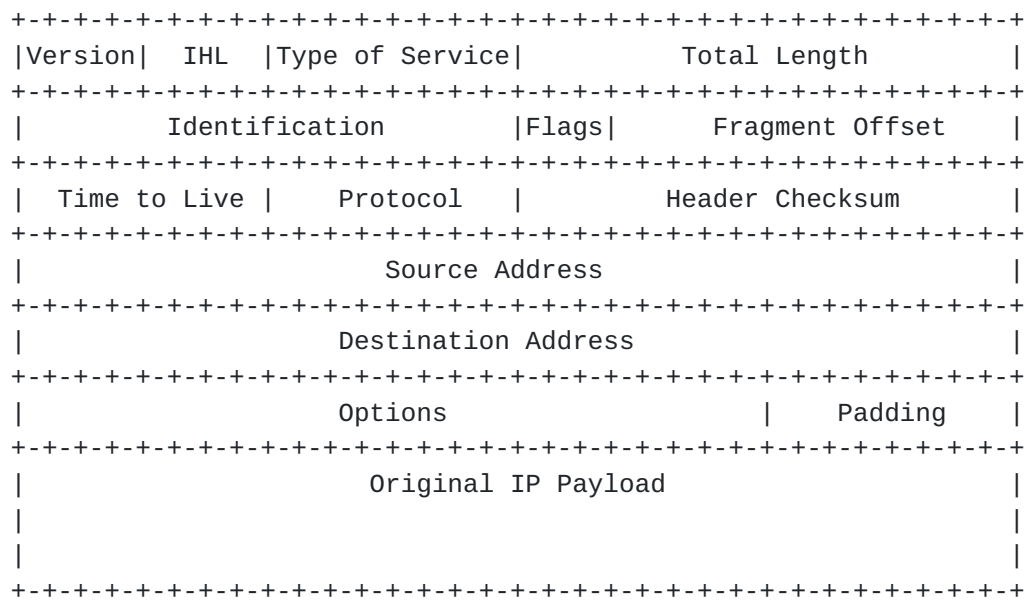 +-+-+-+-+-+-+-+-+-+-+-+-+-+-+-+-+-+-+-+-+-+-+-+-+-+-+-+-+-+-+-+-+
|Version|  IHL  |Type of Service|          Total Length         |
+-+-+-+-+-+-+-+-+-+-+-+-+-+-+-+-+-+-+-+-+-+-+-+-+-+-+-+-+-+-+-+-+
|         Identification        |Flags|      Fragment Offset    |
+-+-+-+-+-+-+-+-+-+-+-+-+-+-+-+-+-+-+-+-+-+-+-+-+-+-+-+-+-+-+-+-+
|  Time to Live |    Protocol   |         Header Checksum       |
+-+-+-+-+-+-+-+-+-+-+-+-+-+-+-+-+-+-+-+-+-+-+-+-+-+-+-+-+-+-+-+-+
|                       Source Address                          |
+-+-+-+-+-+-+-+-+-+-+-+-+-+-+-+-+-+-+-+-+-+-+-+-+-+-+-+-+-+-+-+-+
|                    Destination Address                        |
+-+-+-+-+-+-+-+-+-+-+-+-+-+-+-+-+-+-+-+-+-+-+-+-+-+-+-+-+-+-+-+-+
|                    Options                    |    Padding    |
+-+-+-+-+-+-+-+-+-+-+-+-+-+-+-+-+-+-+-+-+-+-+-+-+-+-+-+-+-+-+-+-+
|                      Original IP Payload                      |
|                                                               |
|                                                               |
+-+-+-+-+-+-+-+-+-+-+-+-+-+-+-+-+-+-+-+-+-+-+-+-+-+-+-+-+-+-+-+-+